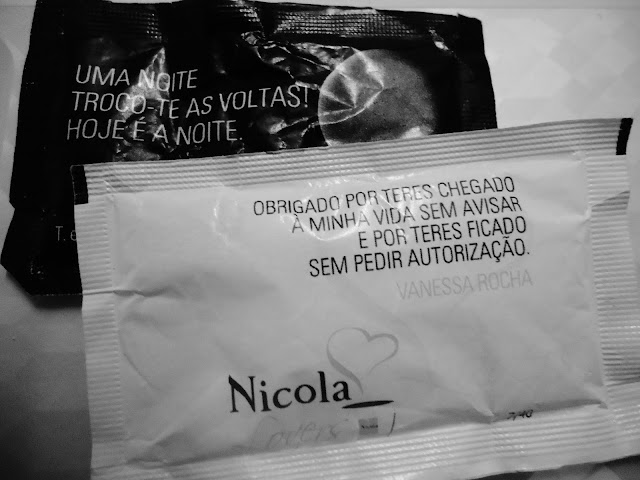 UMA NOITE
TROCO-TE AS VOLTAS!
HOJE É A NOITE.
OBRIGADO POR TERES CHEGADO
À MINHA VIDA SEM AVISAR
E POR TERES FICADO
SEM PEDIR AUTORIZAÇÃO.
VANESSA ROCHA
Nicola
Lovers